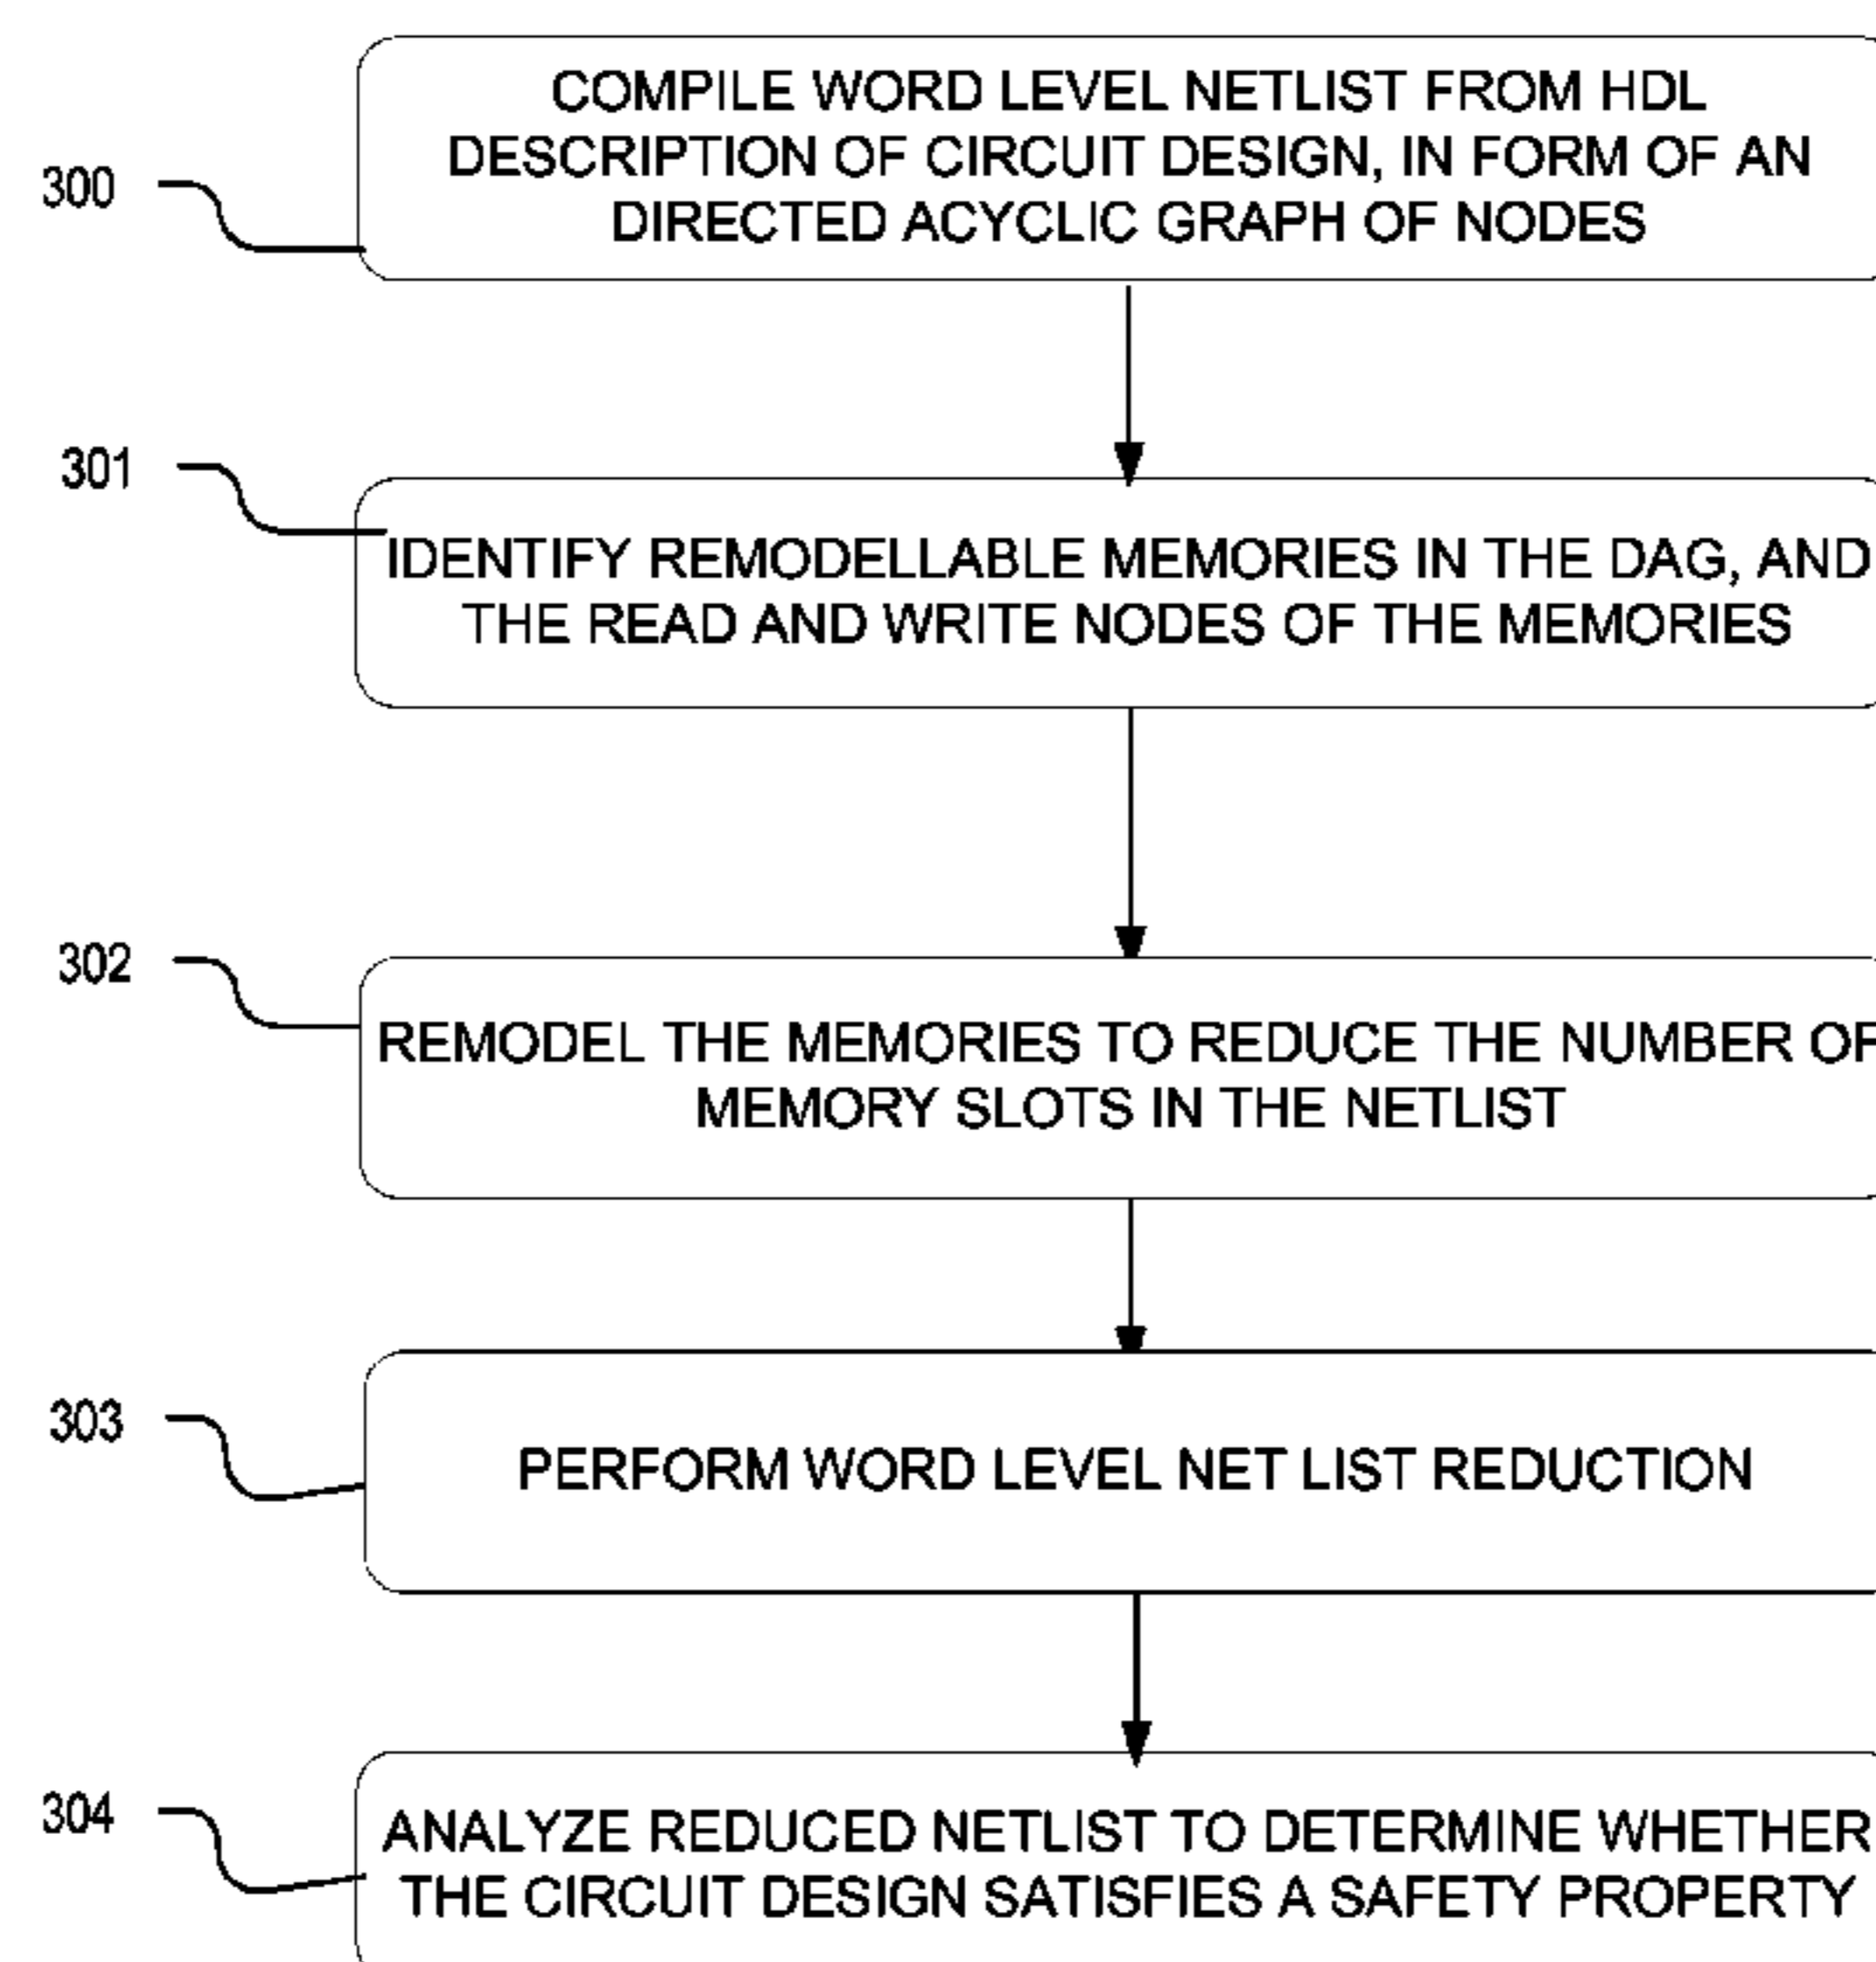 300
COMPILE WORD LEVEL NETLIST FROM HDL
DESCRIPTION OF CIRCUIT DESIGN, IN FORM OF AN
DIRECTED ACYCLIC GRAPH OF NODES
301
IDENTIFY REMODELLABLE MEMORIES IN THE DAG, AND
THE READ AND WRITE NODES OF THE MEMORIES
302
REMODEL THE MEMORIES TO REDUCE THE NUMBER OF
MEMORY SLOTS IN THE NETLIST
303
PERFORM WORD LEVEL NET LIST REDUCTION
304
ANALYZE REDUCED NETLIST TO DETERMINE WHETHER
THE CIRCUIT DESIGN SATISFIES A SAFETY PROPERTY